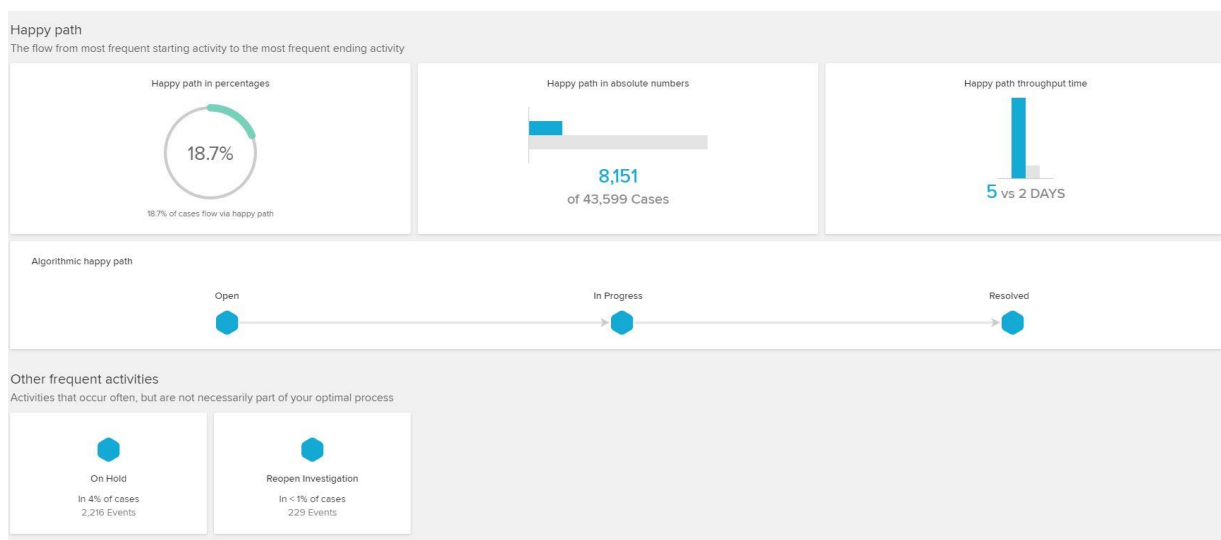 Happy path
The flow from most frequent starting activity to the most frequent ending activity
Happy path in percentages
18.7%
18.7% of cases flow via happy path
Happy path in absolute numbers
8,151
of 43,599 Cases
Happy path throughput time
5 vs 2 DAYS
Algorithmic happy path
Open
In Progress
Resolved
Other frequent activities
Activities that occur often, but are not necessarily part of your optimal process
On Hold
In 4% of cases
2,216 Events
Reopen Investigation
In < 1% of cases
229 Events